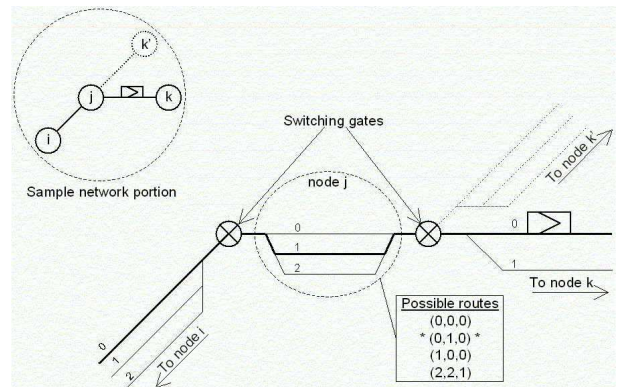 k'
j
k
i
Sample network portion
Switching gates
node j
To node k'
0
1
2
0
1
To node k
0
1
2
To node i
Possible routes
(0,0,0)
* (0,1,0) *
(1,0,0)
(2,2,1)